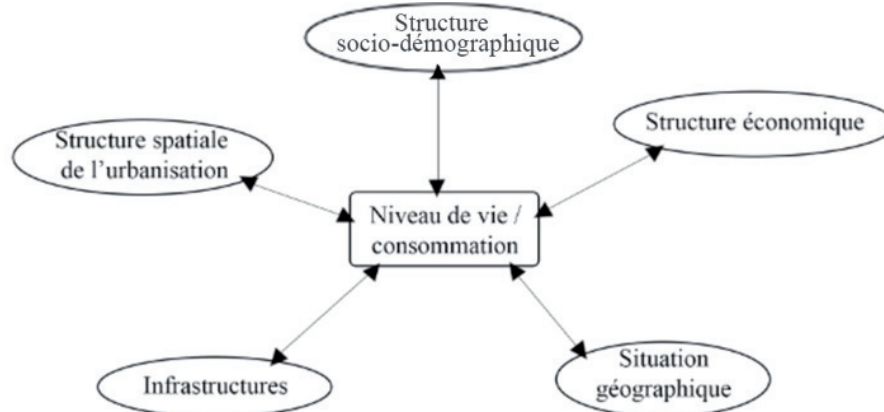 Structure
socio-démographique
Structure économique
Structure spatiale
de l’urbanisation
Niveau de vie /
consommation
Infrastructures
Situation
géographique